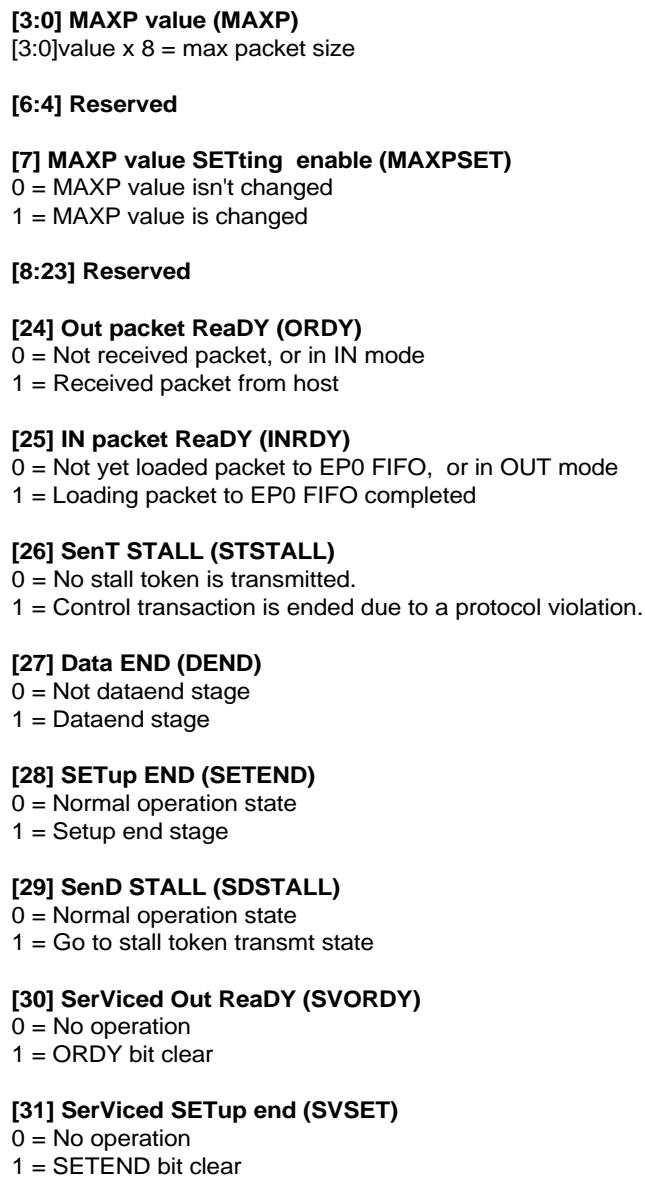 [3:0] MAXP value (MAXP)
[3:0]value x 8 = max packet size
[6:4] Reserved
[7] MAXP value SETting enable (MAXPSET)
0 = MAXP value isn't changed
1 = MAXP value is changed
[8:23] Reserved
[24] Out packet ReaDY (ORDY)
0 = Not received packet, or in IN mode
1 = Received packet from host
[25] IN packet ReaDY (INRDY)
0 = Not yet loaded packet to EP0 FIFO, or in OUT mode
1 = Loading packet to EP0 FIFO completed
[26] SenT STALL (STSTALL)
0 = No stall token is transmitted.
1 = Control transaction is ended due to a protocol violation.
[27] Data END (DEND)
0 = Not dataend stage
1 = Dataend stage
[28] SETup END (SETEND)
0 = Normal operation state
1 = Setup end stage
[29] SenD STALL (SDSTALL)
0 = Normal operation state
1 = Go to stall token transmt state
[30] SerViced Out ReaDY (SVORDY)
0 = No operation
1 = ORDY bit clear
[31] SerViced SETup end (SVSET)
0 = No operation
1 = SETEND bit clear